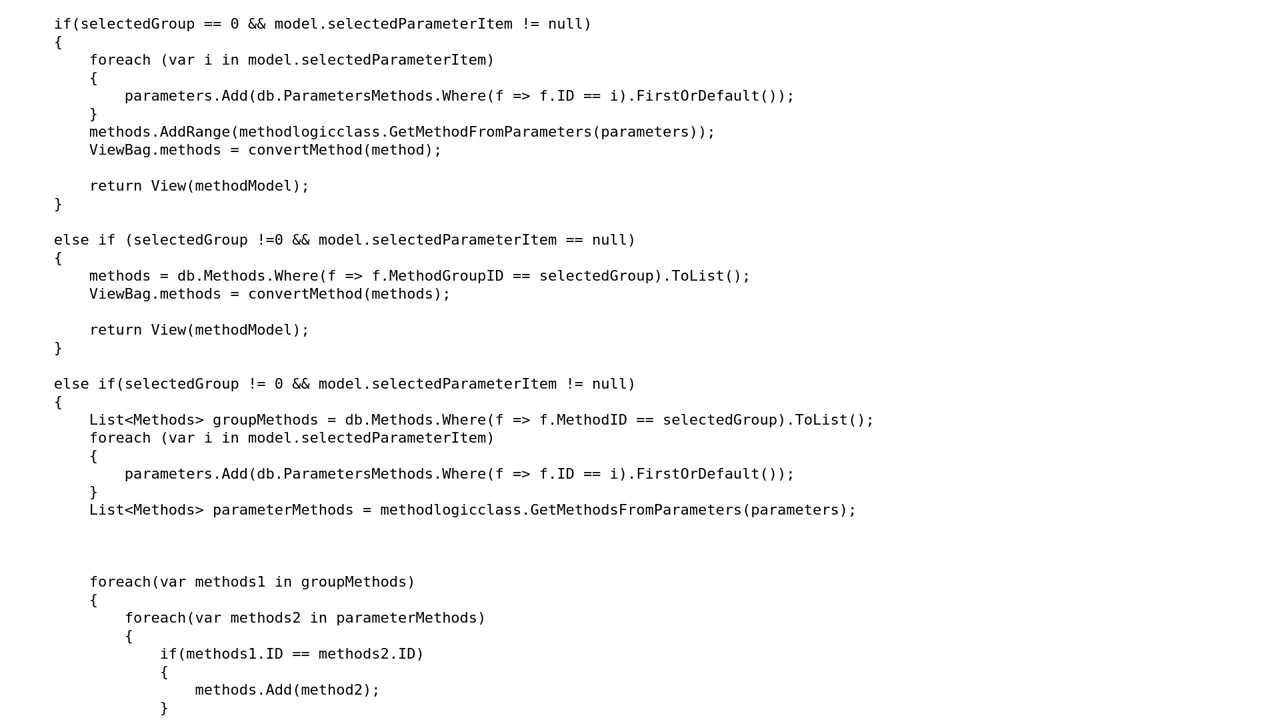 if(selectedGroup == 0 && model.selectedParameterItem != null)
{
    foreach (var i in model.selectedParameterItem)
    {
        parameters.Add(db.ParametersMethods.Where(f => f.ID == i).FirstOrDefault());
    }
    methods.AddRange(methodlogicclass.GetMethodFromParameters(parameters));
    ViewBag.methods = convertMethod(method);

    return View(methodModel);
}

else if (selectedGroup !=0 && model.selectedParameterItem == null)
{
    methods = db.Methods.Where(f => f.MethodGroupID == selectedGroup).ToList();
    ViewBag.methods = convertMethod(methods);

    return View(methodModel);
}

else if(selectedGroup != 0 && model.selectedParameterItem != null)
{
    List<Methods> groupMethods = db.Methods.Where(f => f.MethodID == selectedGroup).ToList();
    foreach (var i in model.selectedParameterItem)
    {
        parameters.Add(db.ParametersMethods.Where(f => f.ID == i).FirstOrDefault());
    }
    List<Methods> parameterMethods = methodlogicclass.GetMethodsFromParameters(parameters);

    foreach(var methods1 in groupMethods)
    {
        foreach(var methods2 in parameterMethods)
        {
            if(methods1.ID == methods2.ID)
            {
                methods.Add(method2);
            }